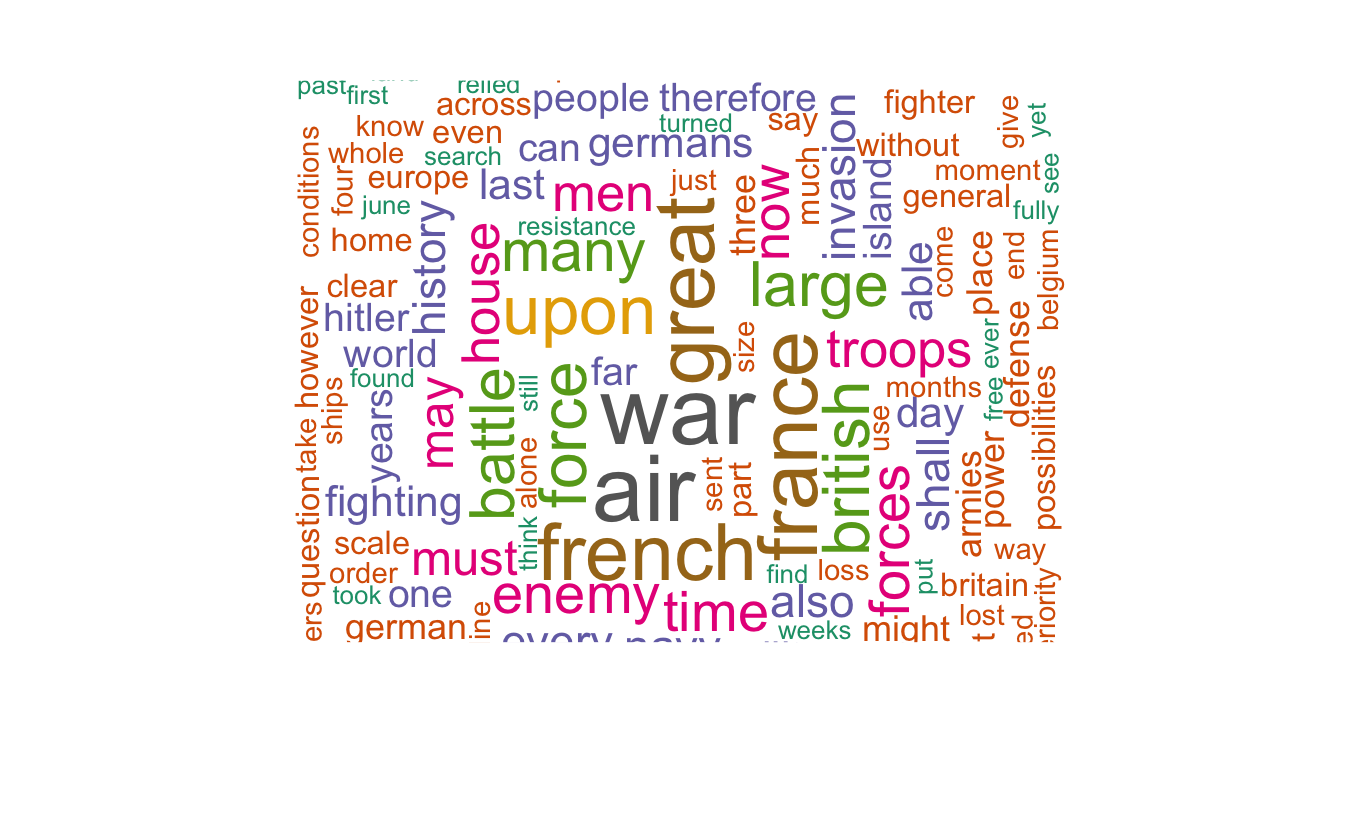 past
first
relied
across
people
therefore
fighter
give
yet
know
even
turned
say
invasion
conditions
whole
search
can
germans
without
four
europe
last
men
just
much
island
moment
see
june
three
now
general
fully
home
history
resistance
great
house
many
large
able
come
place
end
belgium
clear
hitler
upon
size
world
found
far
troops
ever
defense
however
ships
years
may
battle
still
force
war
france
british
months
free
day
use
possibilities
take
alone
air
sent
part
shall
armies
power
question
fighting
forces
scale
must
think
french
way
order
find
loss
put
britain
took
one
enemy
time
also
lost
german
every
navy
weeks
might